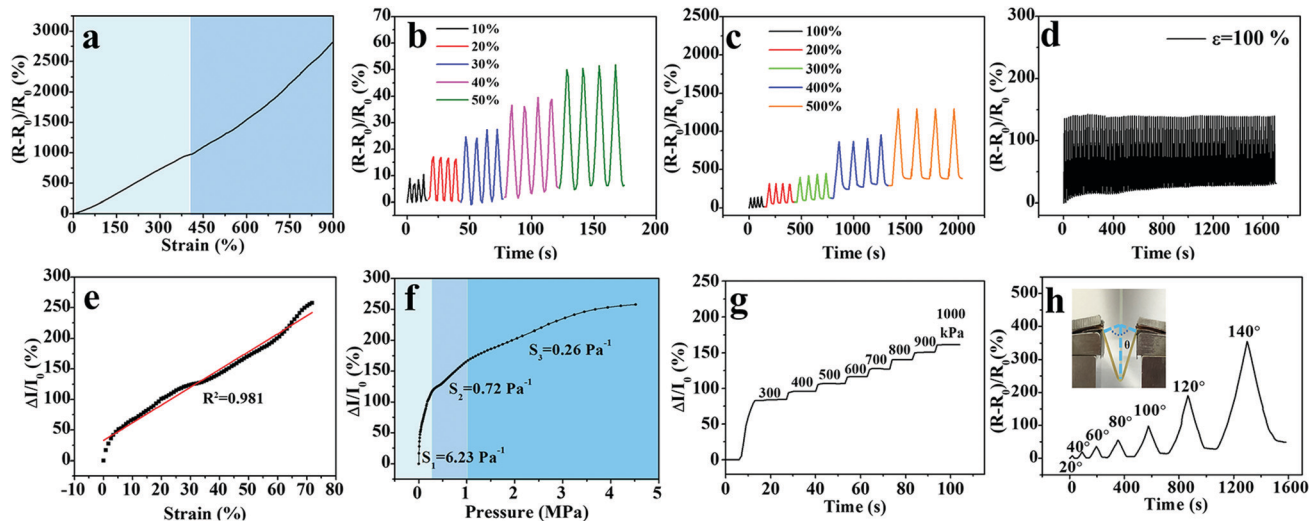 a
(R-R₀)/R₀ (%)
3000
2500
2000
1500
1000
500
0
0 150 300 450 600 750 900
Strain (%)
b
(R-R₀)/R₀ (%)
70
60
50
40
30
20
10
0
-10
10%
20%
30%
40%
50%
0 50 100 150 200
Time (s)
c
(R-R₀)/R₀ (%)
2500
2000
1500
1000
500
0
100%
200%
300%
400%
500%
0 500 1000 1500 2000
Time (s)
d
(R-R₀)/R₀ (%)
300
200
100
0
ε=100 %
0 400 800 1200 1600
Time (s)
e
ΔI/I₀ (%)
300
250
200
150
100
50
0
R²=0.981
-10 0 10 20 30 40 50 60 70 80
Strain (%)
f
ΔI/I₀ (%)
300
250
200
150
100
50
0
S₃=0.26 Pa⁻¹
S₂=0.72 Pa⁻¹
S₁=6.23 Pa⁻¹
0 1 2 3 4 5
Pressure (MPa)
g
ΔI/I₀ (%)
250
200
150
100
50
0
300
400
500
600
700
800
900
1000
kPa
0 20 40 60 80 100
Time (s)
h
(R-R₀)/R₀(%)
500
400
300
200
100
0
θ
20°
40°
60°
80°
100°
120°
140°
0 400 800 1200 1600
Time (s)